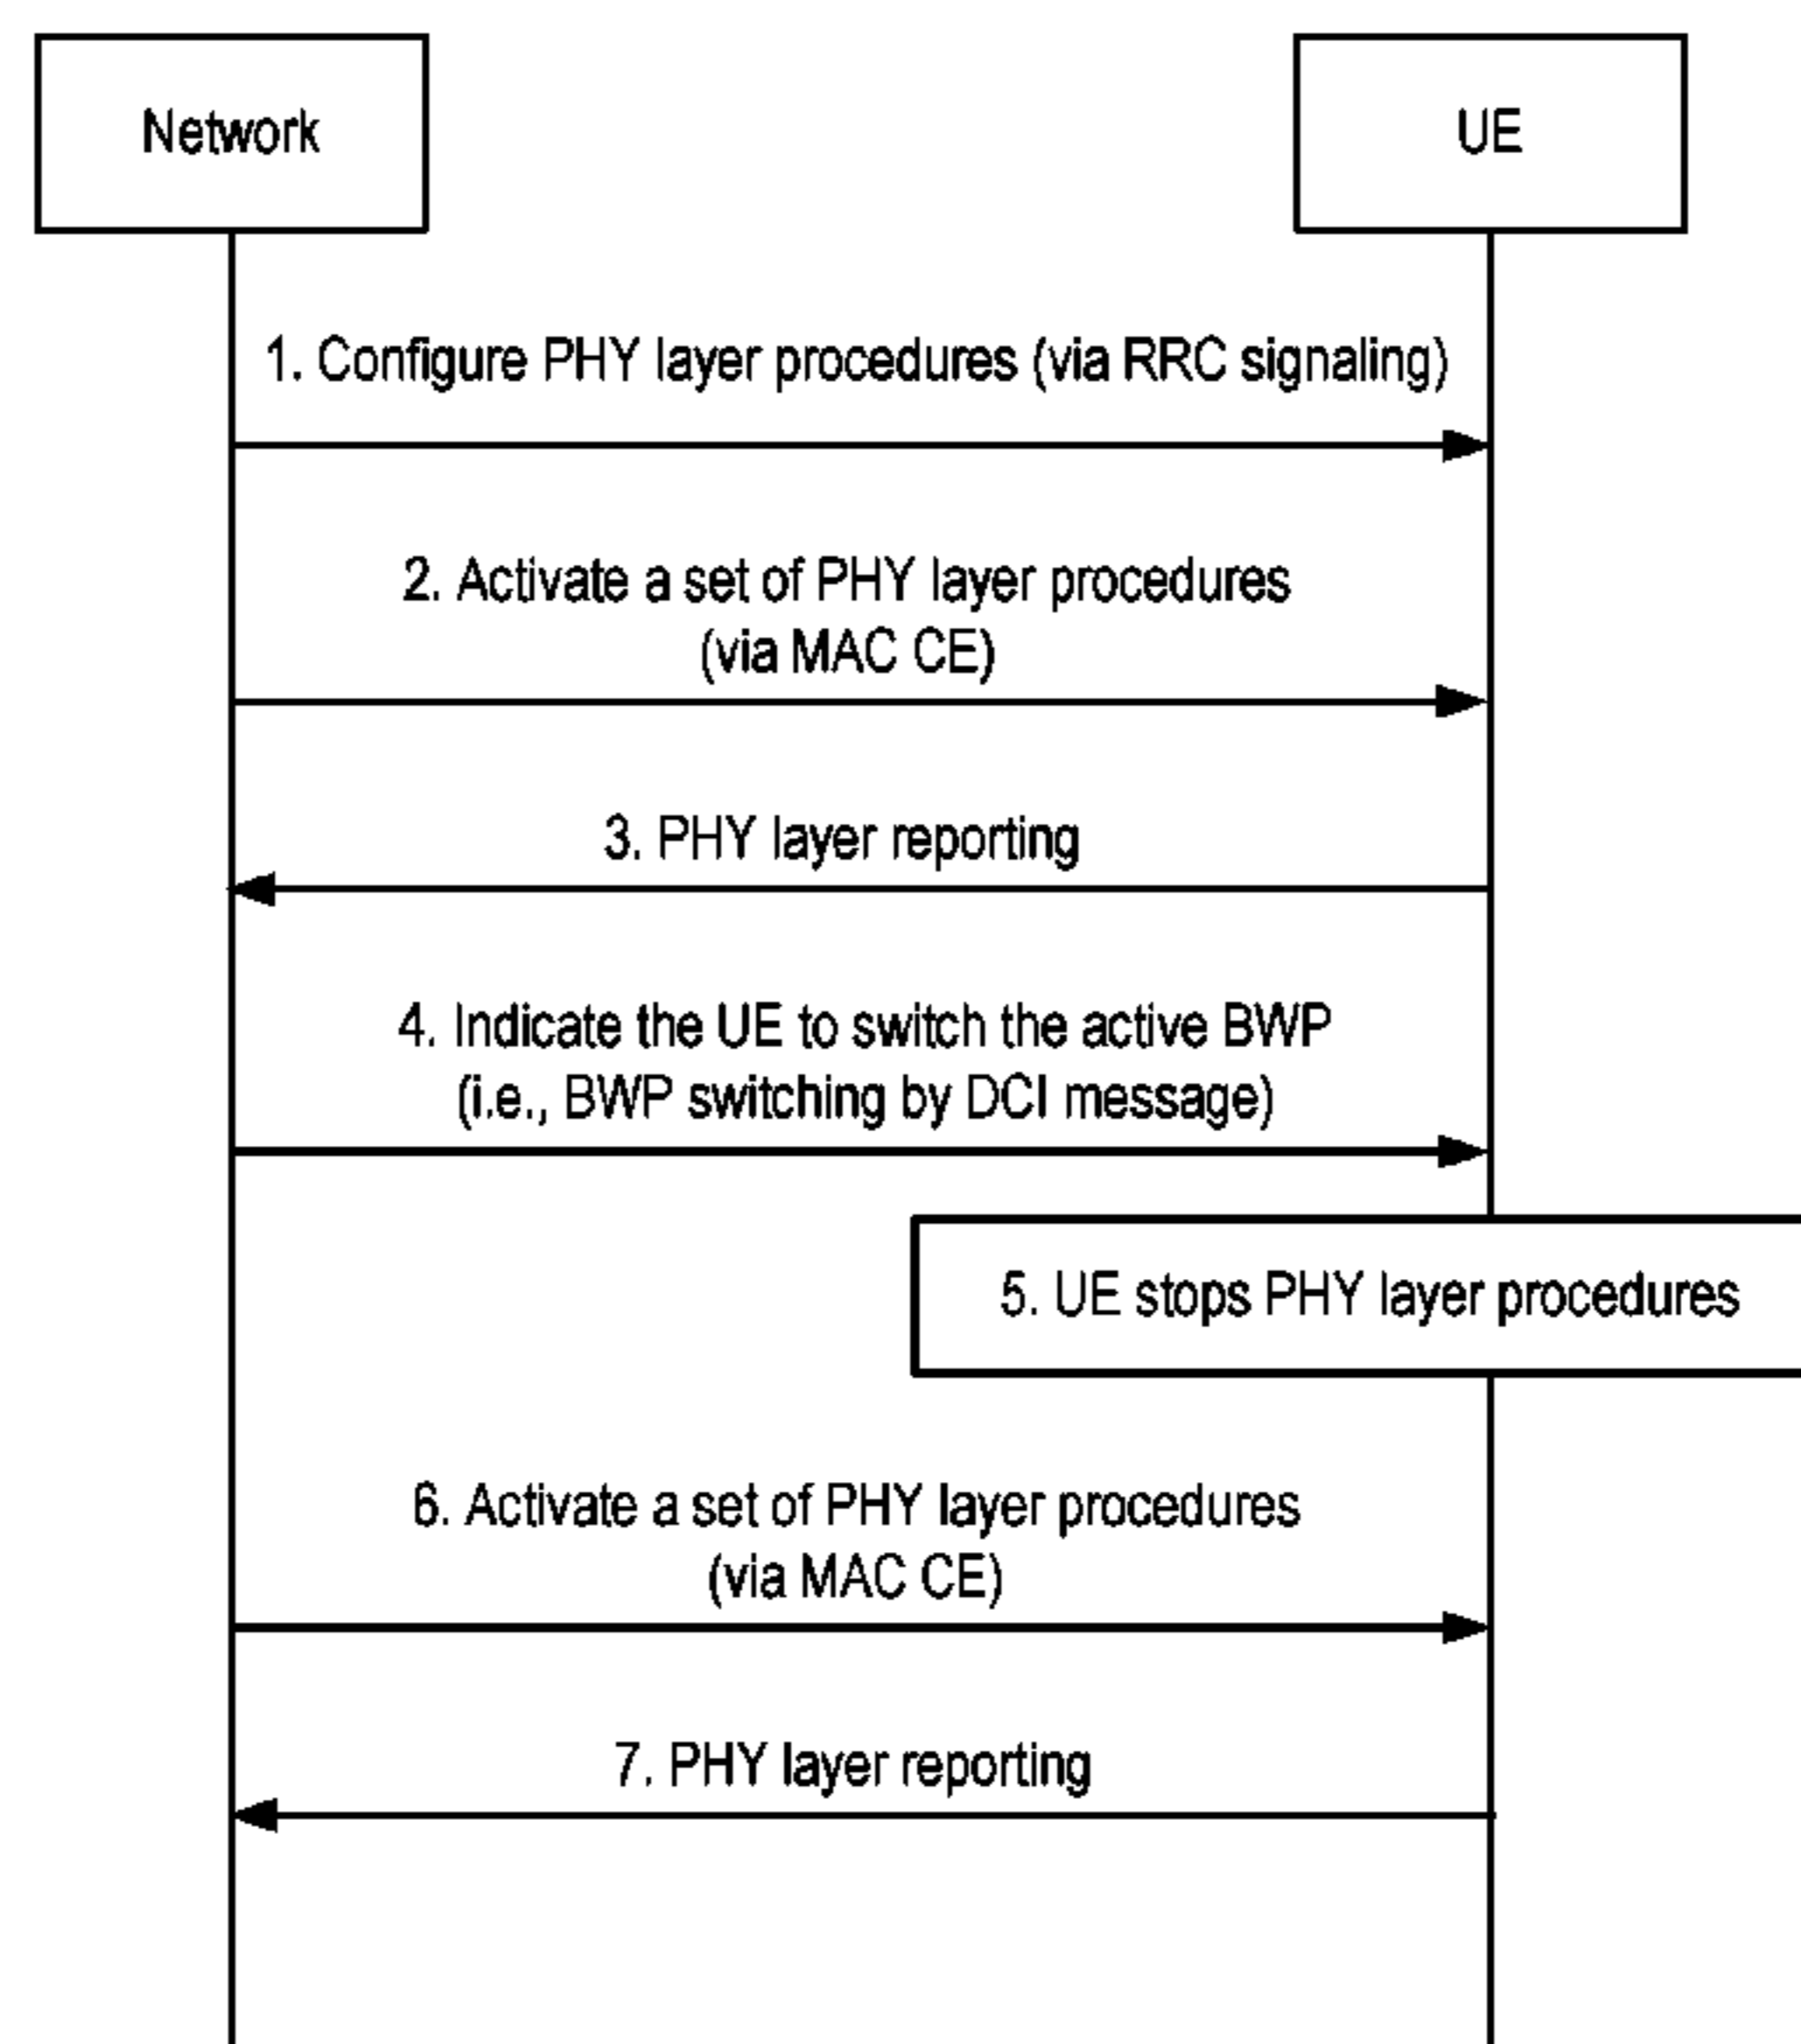 Network
UE
1. Configure PHY layer procedures (via RRC signaling)
2. Activate a set of PHY layer procedures
(via MAC CE)
3. PHY layer reporting
4. Indicate the UE to switch the active BWP
(i.e., BWP switching by DCI message)
5. UE stops PHY layer procedures
6. Activate a set of PHY layer procedures
(via MAC CE)
7. PHY layer reporting